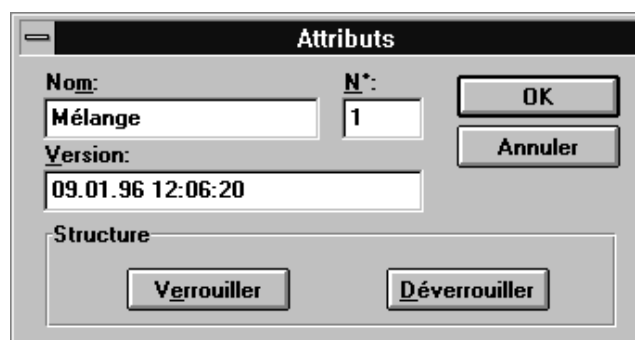 Attributs
Nom: N°:
Mélange 1 OK
Version: Annuler
09.01.96 12:06:20
Structure
Verrouiller Déverrouiller